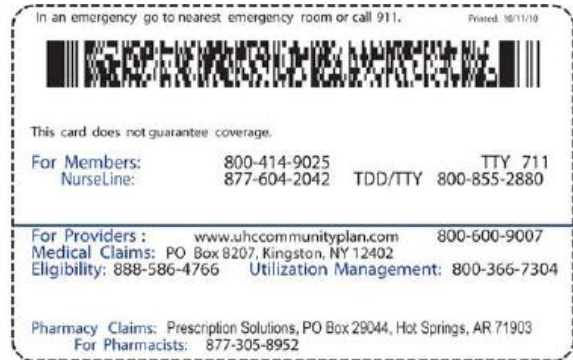 In an emergency go to nearest emergency room or call 911. Printed: 10/11/10
This card does not guarantee coverage.
For Members: 800-414-9025 TTY 711
NurseLine: 877-604-2042 TDD/TTY 800-855-2880
For Providers : www.uhccommunityplan.com 800-600-9007
Medical Claims: PO Box 8207, Kingston, NY 12402
Eligibility: 888-586-4766 Utilization Management: 800-366-7304
Pharmacy Claims: Prescription Solutions, PO Box 29044, Hot Springs, AR 71903
For Pharmacists: 877-305-8952